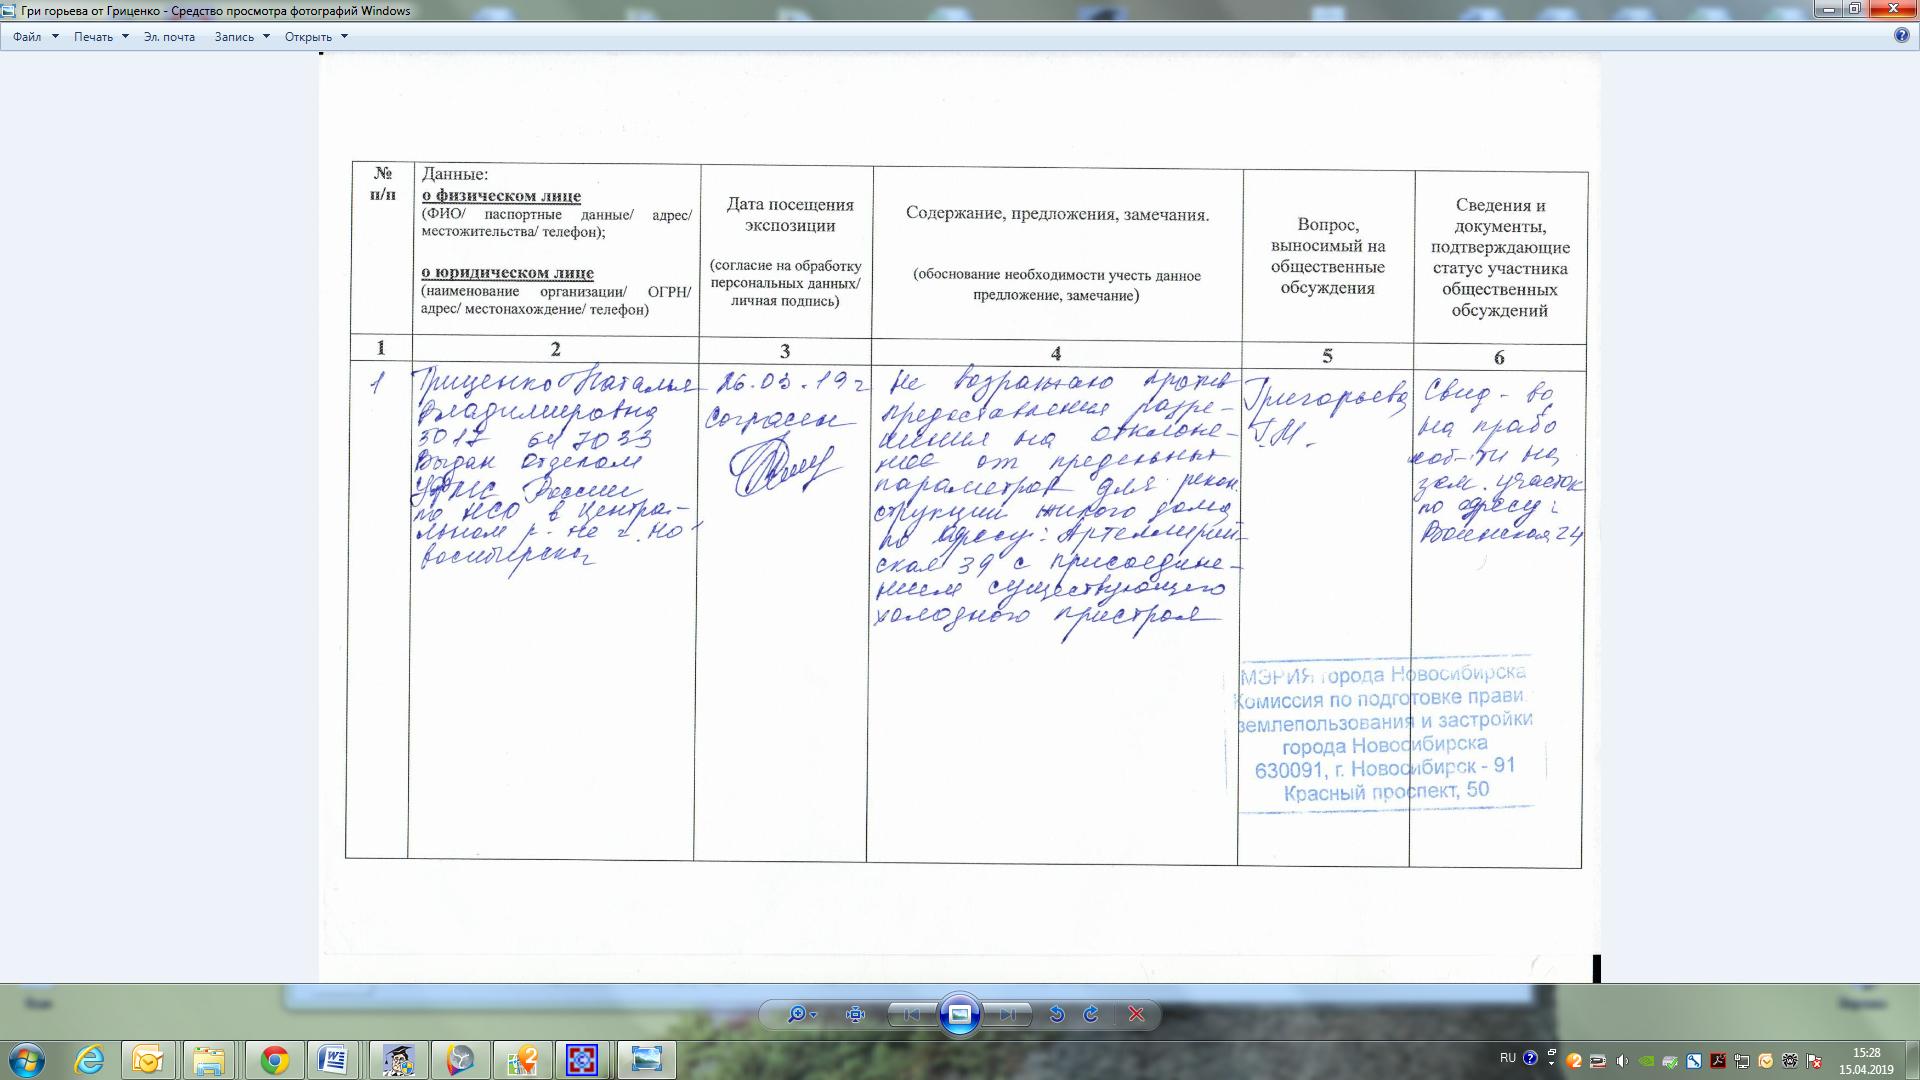 Гри горьева от Гриценко - Средство просмотра фотографий Windows
Файл Печать Эл. почта Запись Открыть
№
п/п
Данные:
о физическом лице
(ФИО/ паспортные данные/ адрес/
местожительства/ телефон);
о юридическом лице
(наименование организации/ ОГРН/
адрес/ местонахождение/ телефон)
Дата посещения
экспозиции
(согласие на обработку
персональных данных/
личная подпись)
Содержание, предложения, замечания.
(обоснование необходимости учесть данное
предложение, замечание)
Вопрос,
выносимый на
общественные
обсуждения
Сведения и
документы,
подтверждающие
статус участника
общественных
обсуждений
1 2 3 4 5 6
1
Гриценко Наталья
Владимировна
5017 647033
Выдан отделом
УФМС России
по НСО в Центра-
льном р-не г. Но-
восибирска
26.03.19 г
согласен
не возражаю против
предоставления разре-
шения на отклоне-
ние от предельных
параметров для рекон.
струкции жилого дома
по адресу: Артиллерий-
ская 39 с присоедине-
нием существующего
холодного пристроя
Григорьева
Т.М.
Свид-во
на право
соб-ти на
зем. участок
по адресу:
Воинская 24
МЭРИЯ города Новосибирска
Комиссия по подготовке прави
землепользования и застройки
города Новосибирска
630091, г. Новосибирск - 91
Красный проспект, 50
RU
15:28
15.04.2019